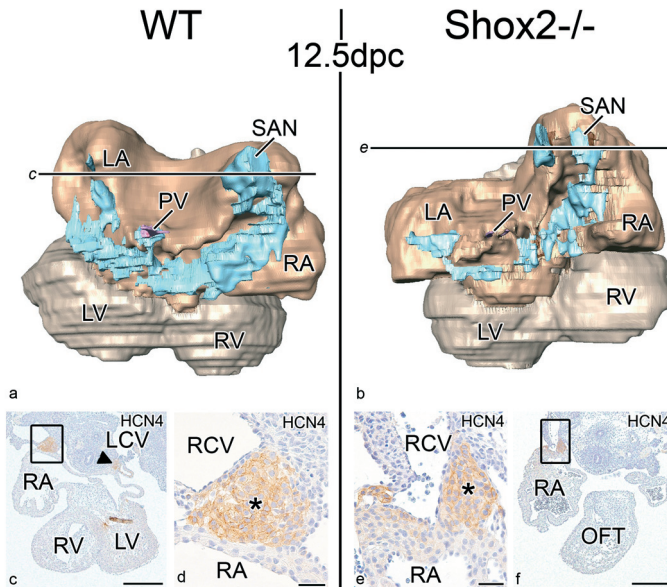 WT
Shox2-/-
12.5dpc
SAN
LA
c
PV
RA
LV
RV
a
SAN
e
PV
LA
RA
RV
LV
b
HCN4
LCV
RA
RV
LV
c
HCN4
RCV
*
RA
d
HCN4
RCV
*
RA
e
HCN4
RA
OFT
f